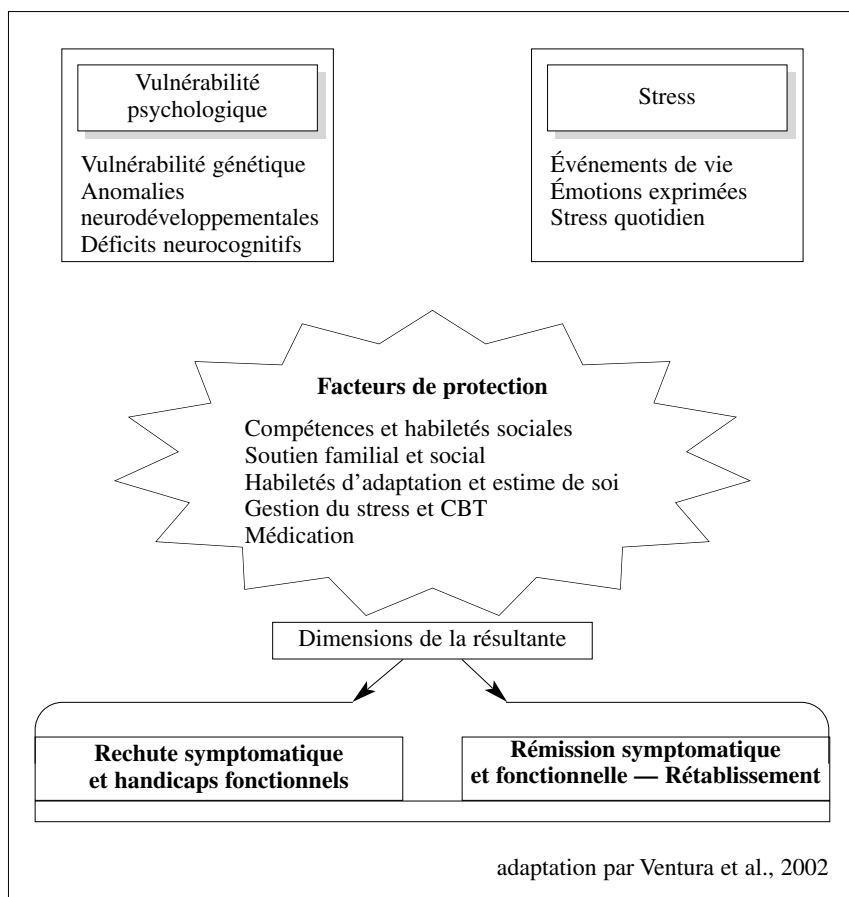 Vulnérabilité
psychologique
Vulnérabilité génétique
Anomalies
neurodéveloppementales
Déficits neurocognitifs
Stress
Événements de vie
Émotions exprimées
Stress quotidien
Facteurs de protection
Compétences et habiletés sociales
Soutien familial et social
Habiletés d'adaptation et estime de soi
Gestion du stress et CBT
Médication
Dimensions de la résultante
Rechute symptomatique
et handicaps fonctionnels
Rémission symptomatique
et fonctionnelle — Rétablissement
adaptation par Ventura et al., 2002